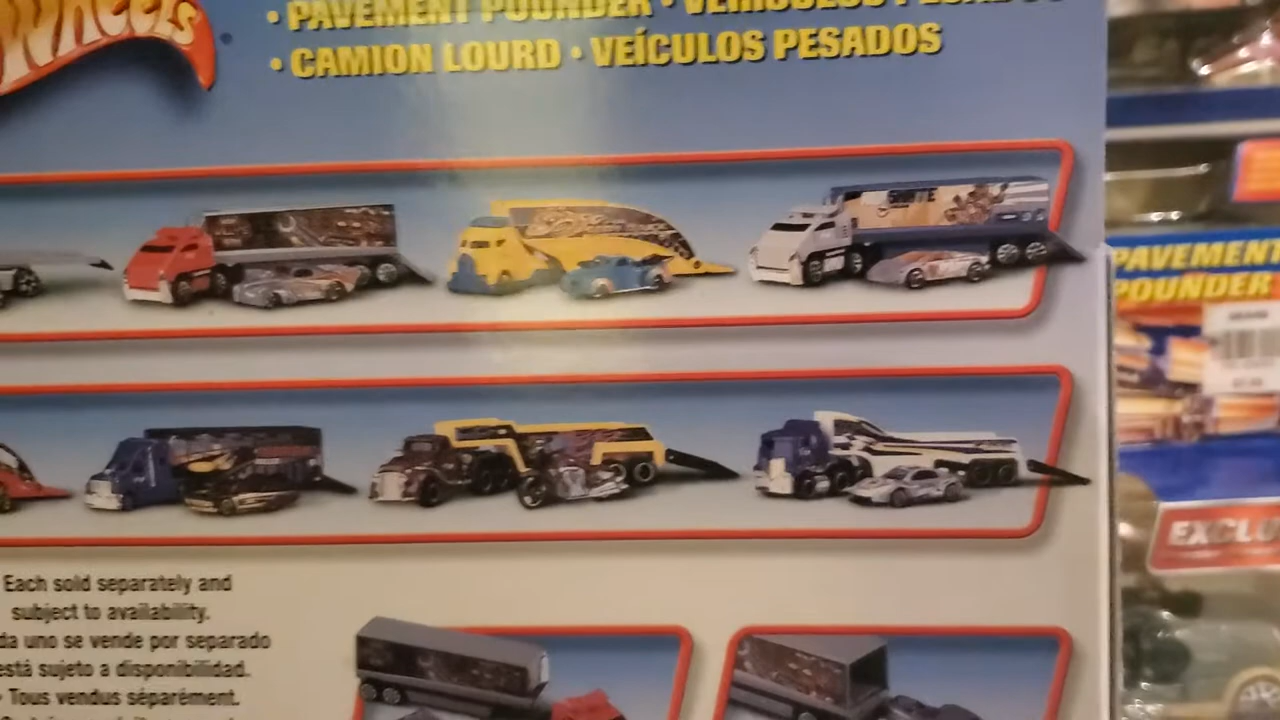 Wheels
• PAVEMENT POUNDER •
• CAMION LOURD • VEÍCULOS PESADOS
PAVEMENT
POUNDER
EXCLU
Each sold separately and
subject to availability.
da uno se vende por separado
está sujeto a disponibilidad.
• Tous vendus séparément.